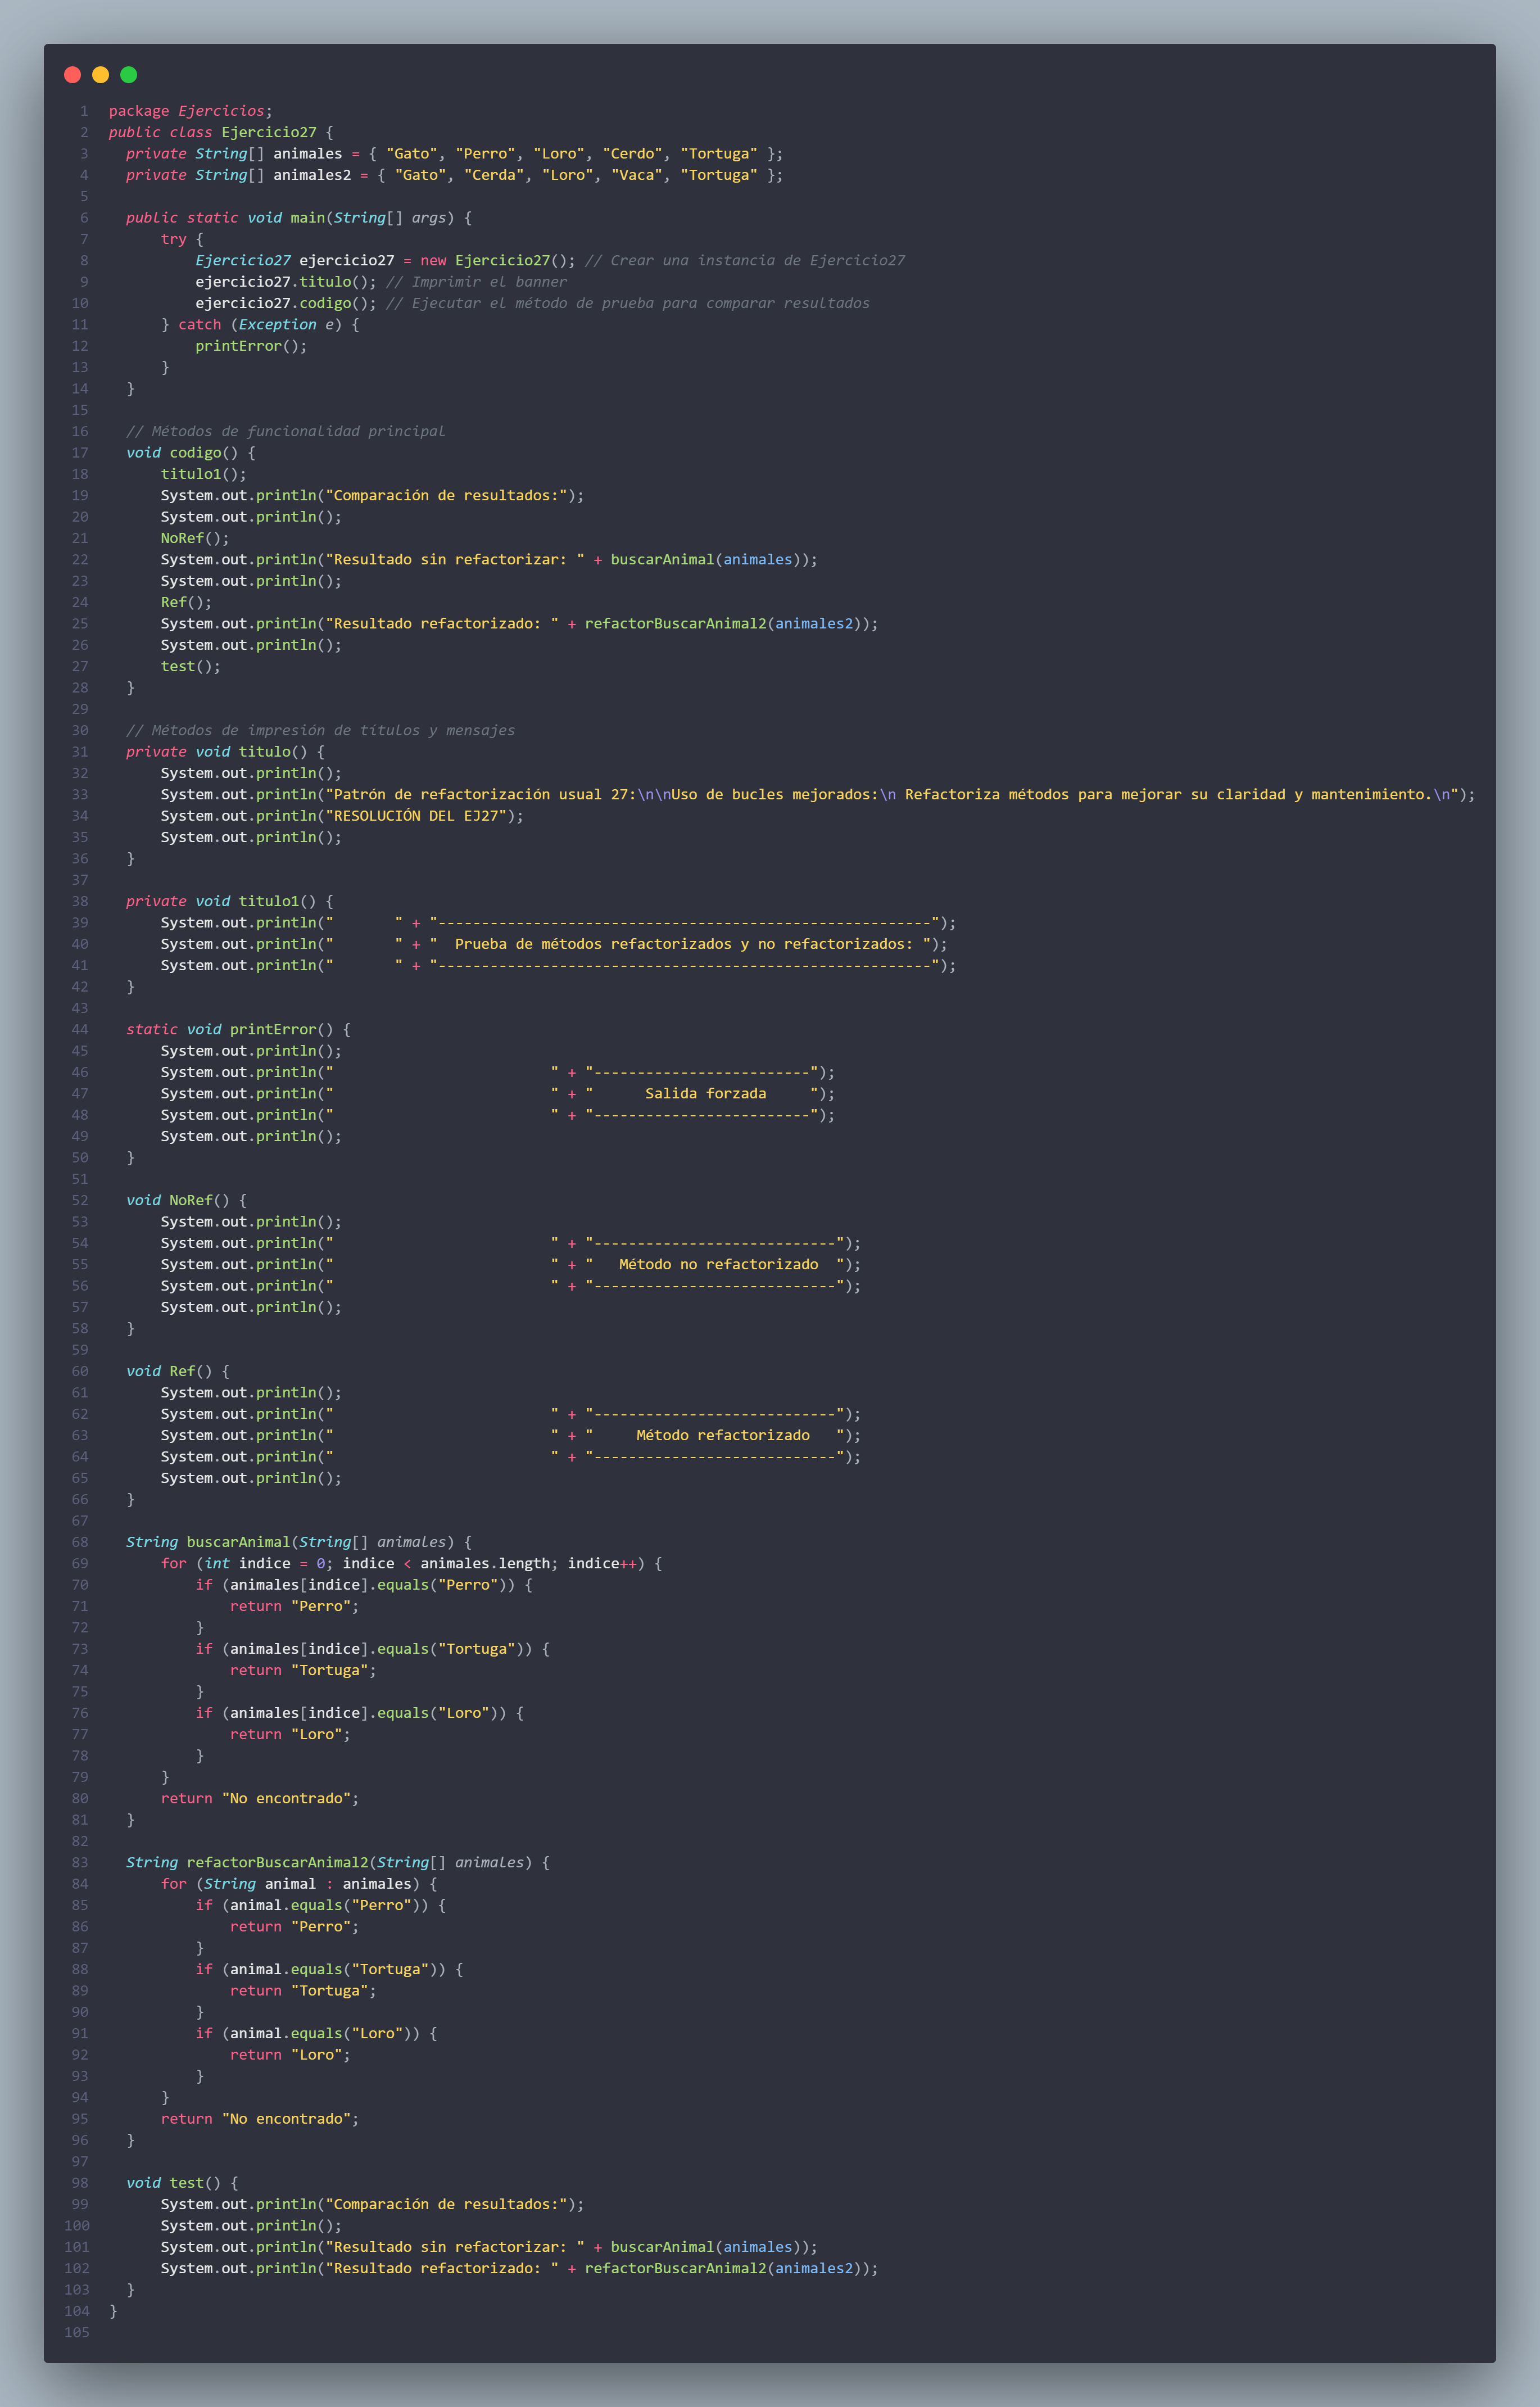 1 package Ejercicios;
2 public class Ejercicio27 {
3   private String[] animales = { "Gato", "Perro", "Loro", "Cerdo", "Tortuga" };
4   private String[] animales2 = { "Gato", "Cerda", "Loro", "Vaca", "Tortuga" };
5
6   public static void main(String[] args) {
7       try {
8           Ejercicio27 ejercicio27 = new Ejercicio27(); // Crear una instancia de Ejercicio27
9           ejercicio27.titulo(); // Imprimir el banner
10           ejercicio27.codigo(); // Ejecutar el método de prueba para comparar resultados
11       } catch (Exception e) {
12           printError();
13       }
14   }
15
16   // Métodos de funcionalidad principal
17   void codigo() {
18       titulo1();
19       System.out.println("Comparación de resultados:");
20       System.out.println();
21       NoRef();
22       System.out.println("Resultado sin refactorizar: " + buscarAnimal(animales));
23       System.out.println();
24       Ref();
25       System.out.println("Resultado refactorizado: " + refactorBuscarAnimal2(animales2));
26       System.out.println();
27       test();
28   }
29
30   // Métodos de impresión de títulos y mensajes
31   private void titulo() {
32       System.out.println();
33       System.out.println("Patrón de refactorización usual 27:\n\nUso de bucles mejorados:\n Refactoriza métodos para mejorar su claridad y mantenimiento.\n");
34       System.out.println("RESOLUCIÓN DEL EJ27");
35       System.out.println();
36   }
37
38   private void titulo1() {
39       System.out.println("       " + "---------------------------------------------------------");
40       System.out.println("       " + "  Prueba de métodos refactorizados y no refactorizados: ");
41       System.out.println("       " + "---------------------------------------------------------");
42   }
43
44   static void printError() {
45       System.out.println();
46       System.out.println("                         " + "-------------------------");
47       System.out.println("                         " + "      Salida forzada     ");
48       System.out.println("                         " + "-------------------------");
49       System.out.println();
50   }
51
52   void NoRef() {
53       System.out.println();
54       System.out.println("                         " + "----------------------------");
55       System.out.println("                         " + "   Método no refactorizado  ");
56       System.out.println("                         " + "----------------------------");
57       System.out.println();
58   }
59
60   void Ref() {
61       System.out.println();
62       System.out.println("                         " + "----------------------------");
63       System.out.println("                         " + "     Método refactorizado   ");
64       System.out.println("                         " + "----------------------------");
65       System.out.println();
66   }
67
68   String buscarAnimal(String[] animales) {
69       for (int indice = 0; indice < animales.length; indice++) {
70           if (animales[indice].equals("Perro")) {
71               return "Perro";
72           }
73           if (animales[indice].equals("Tortuga")) {
74               return "Tortuga";
75           }
76           if (animales[indice].equals("Loro")) {
77               return "Loro";
78           }
79       }
80       return "No encontrado";
81   }
82
83   String refactorBuscarAnimal2(String[] animales) {
84       for (String animal : animales) {
85           if (animal.equals("Perro")) {
86               return "Perro";
87           }
88           if (animal.equals("Tortuga")) {
89               return "Tortuga";
90           }
91           if (animal.equals("Loro")) {
92               return "Loro";
93           }
94       }
95       return "No encontrado";
96   }
97
98   void test() {
99       System.out.println("Comparación de resultados:");
100       System.out.println();
101       System.out.println("Resultado sin refactorizar: " + buscarAnimal(animales));
102       System.out.println("Resultado refactorizado: " + refactorBuscarAnimal2(animales2));
103   }
104 }
105